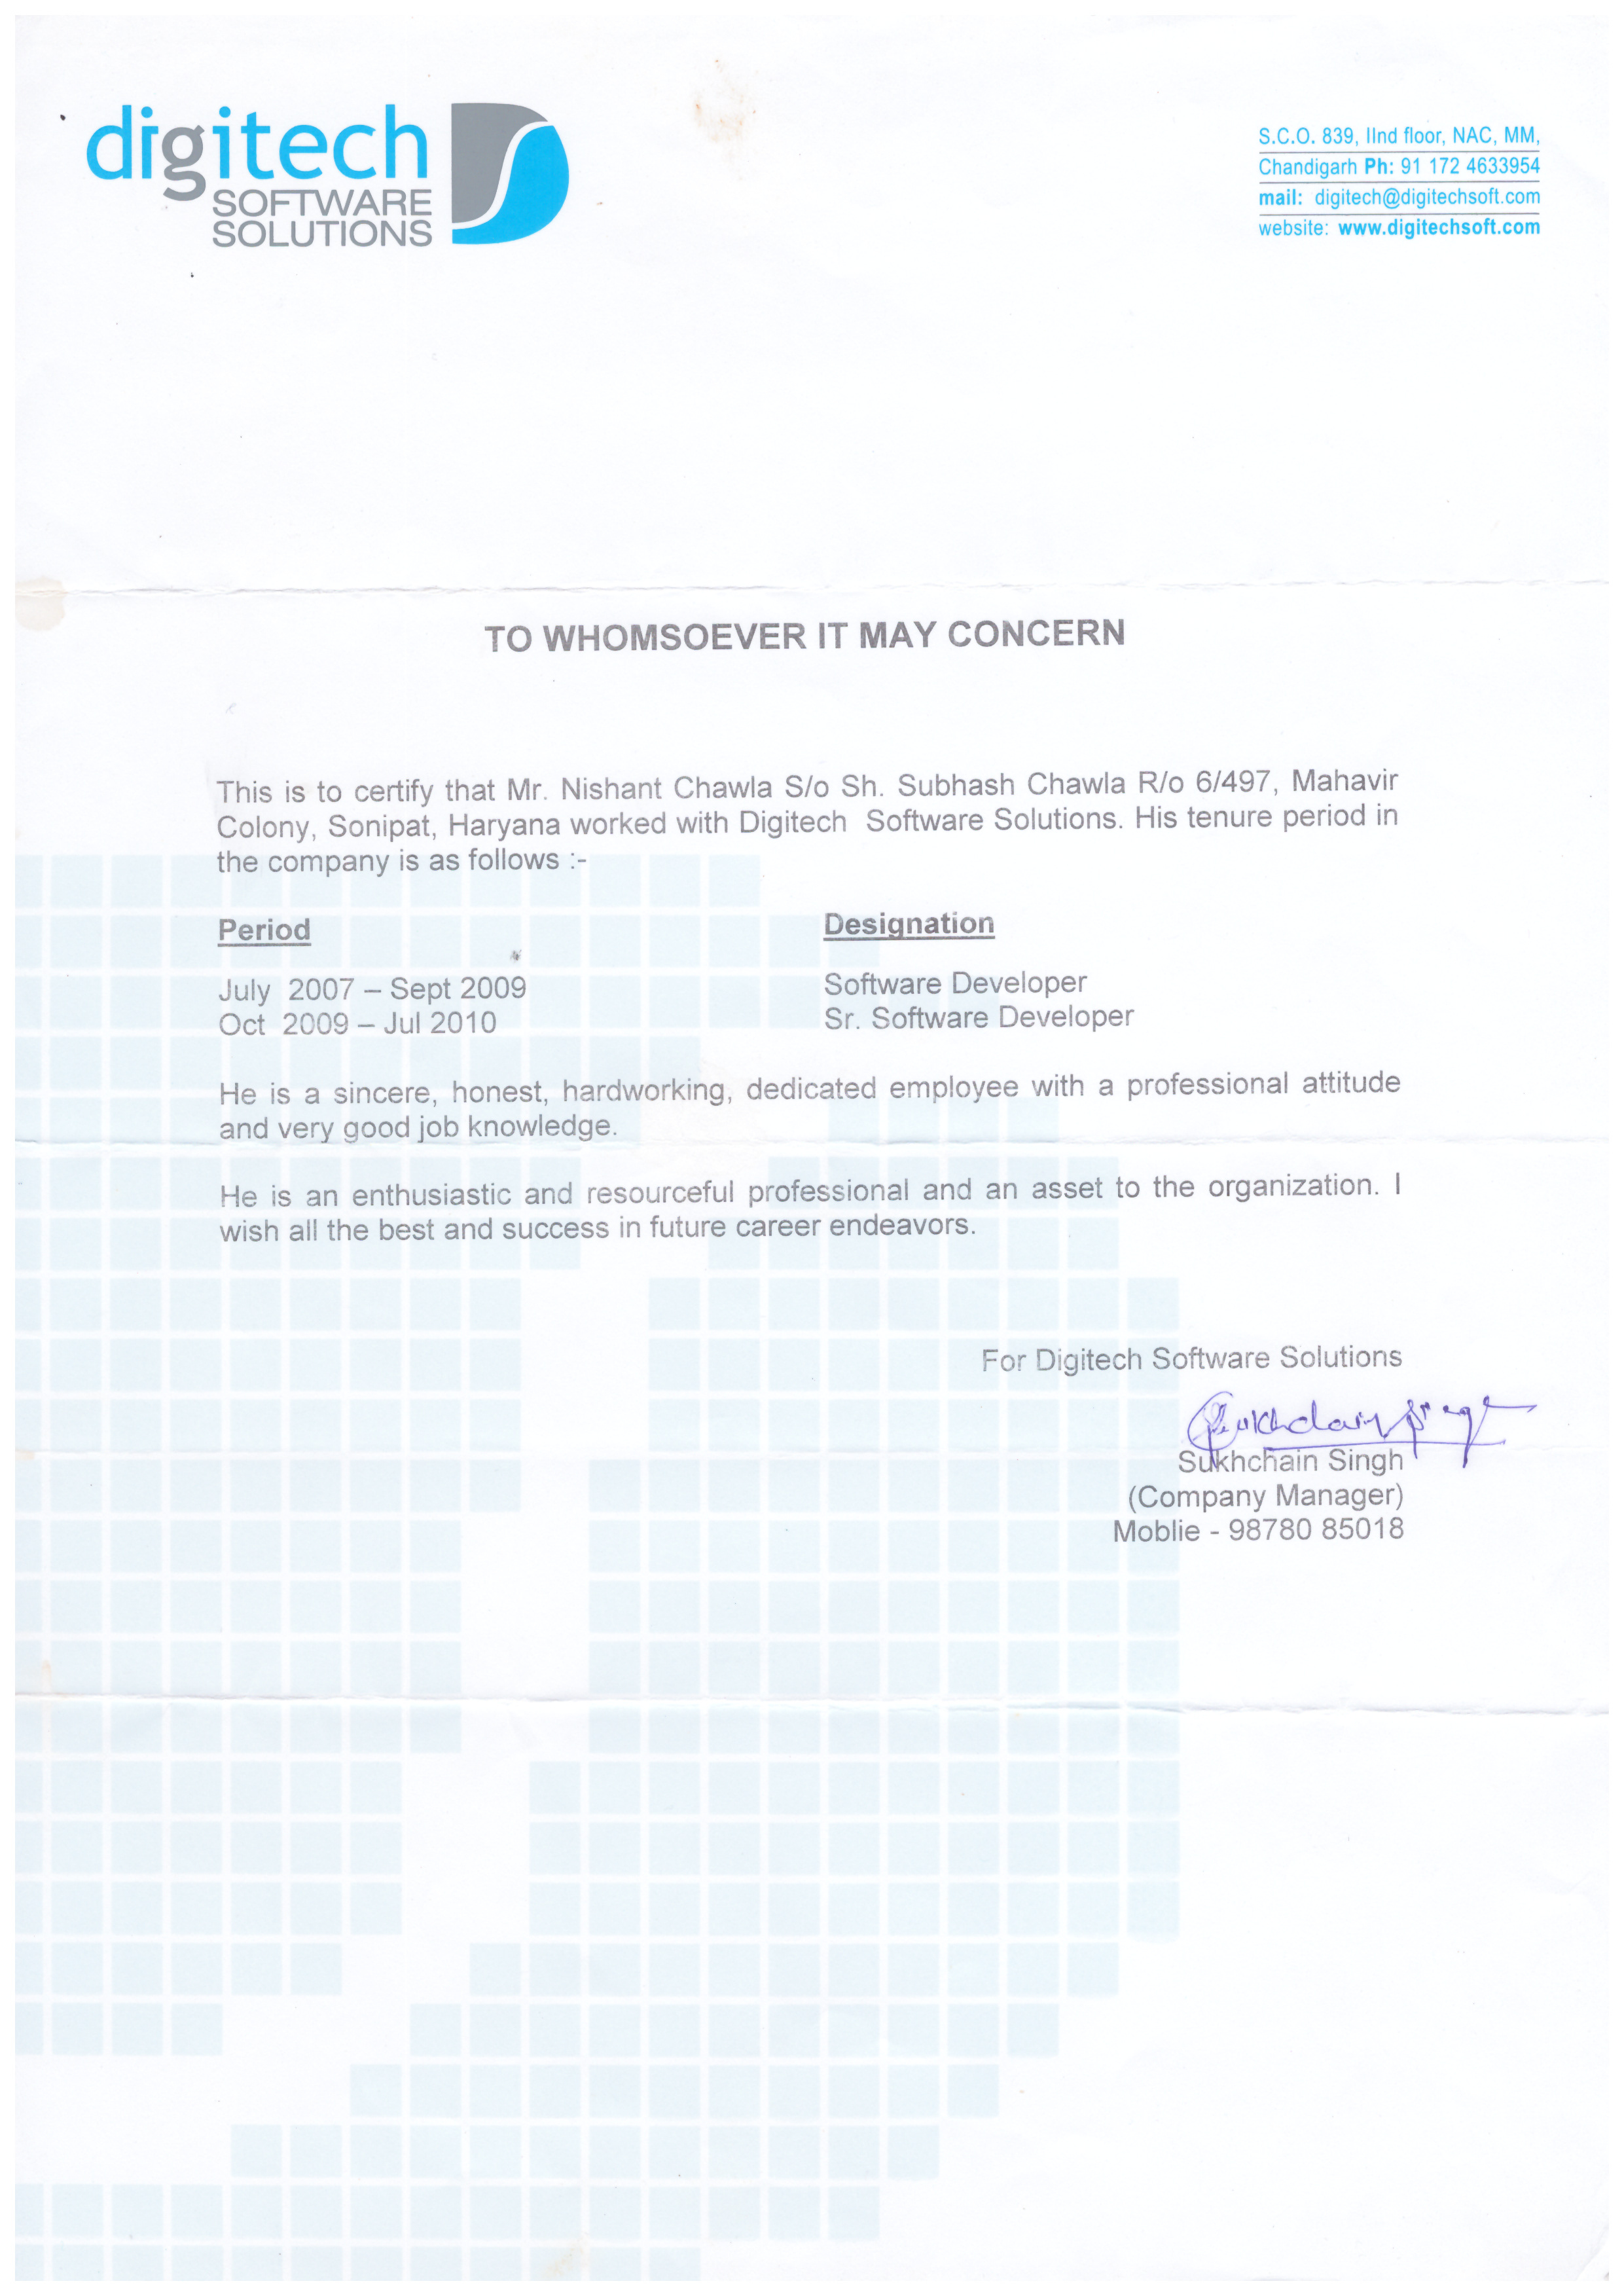 digitech
SOFTWARE
SOLUTIONS
S.C.O. 839, IInd floor, NAC, MM,
Chandigarh Ph: 91 172 4633954
mail: digitech@digitechsoft.com
website: www.digitechsoft.com
TO WHOMSOEVER IT MAY CONCERN
This is to certify that Mr. Nishant Chawla S/o Sh. Subhash Chawla R/o 6/497, Mahavir
Colony, Sonipat, Haryana worked with Digitech Software Solutions. His tenure period in
the company is as follows :-
Period Designation
July 2007 – Sept 2009 Software Developer
Oct 2009 – Jul 2010 Sr. Software Developer
He is a sincere, honest, hardworking, dedicated employee with a professional attitude
and very good job knowledge.
He is an enthusiastic and resourceful professional and an asset to the organization. I
wish all the best and success in future career endeavors.
For Digitech Software Solutions
Sukhchain Singh
Sukhchain Singh
(Company Manager)
Moblie - 98780 85018